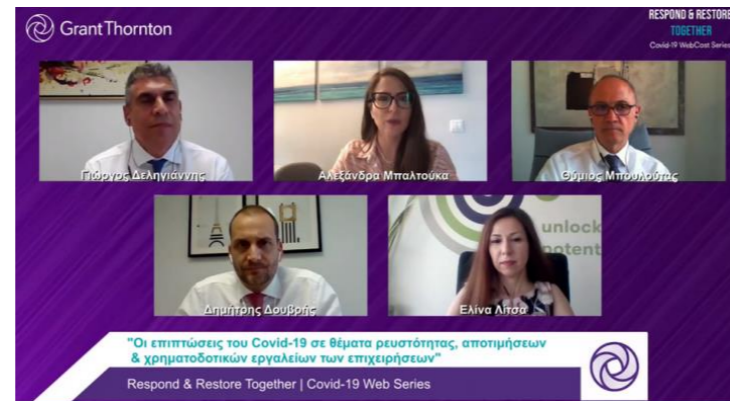 Grant Thornton
RESPOND & RESTORE
TOGETHER
Covid-19 WebCast Series
Γιώργος Δεληγιάννης
Αλεξάνδρα Μπαλτούκα
Θύμιος Μπουλούτας
unlock
potent
Δημήτρης Δουβρής
Ελίνα Λίτσα
"Οι επιπτώσεις του Covid-19 σε θέματα ρευστότητας, αποτιμήσεων
& χρηματοδοτικών εργαλείων των επιχειρήσεων"
Respond & Restore Together | Covid-19 Web Series